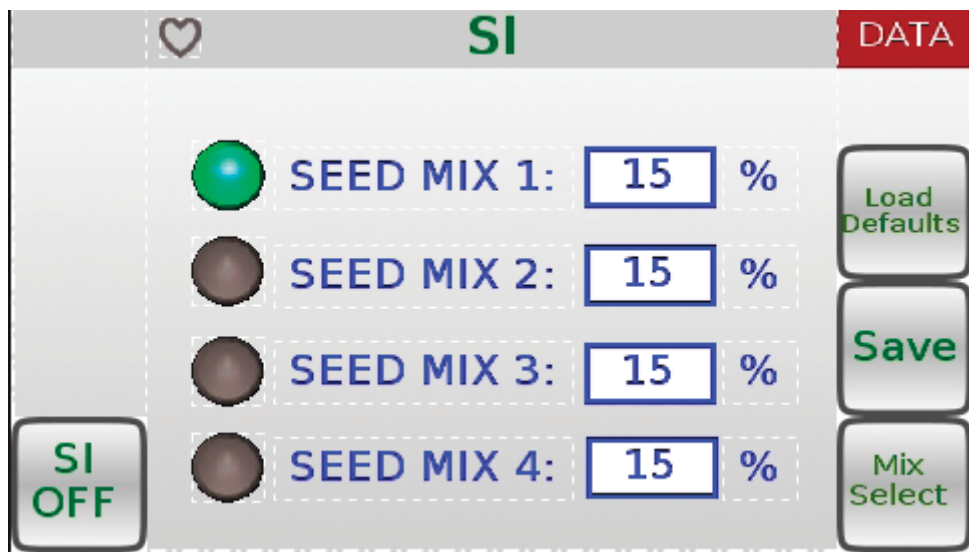 SI
DATA
SEED MIX 1: 15 %
SEED MIX 2: 15 %
SEED MIX 3: 15 %
SEED MIX 4: 15 %
Load
Defaults
Save
Mix
Select
SI
OFF